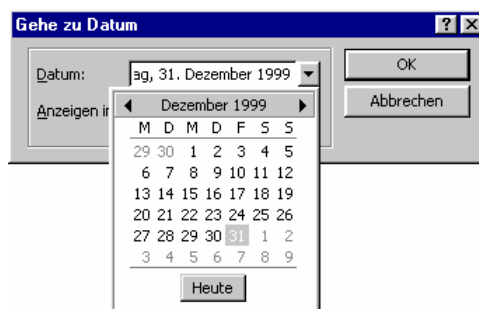 Gehe zu Datum
Datum: ag, 31. Dezember 1999
OK
Anzeigen in
Abbrechen
Dezember 1999
M D M D F S S
29 30 1 2 3 4 5
6 7 8 9 10 11 12
13 14 15 16 17 18 19
20 21 22 23 24 25 26
27 28 29 30 31 1 2
3 4 5 6 7 8 9
Heute